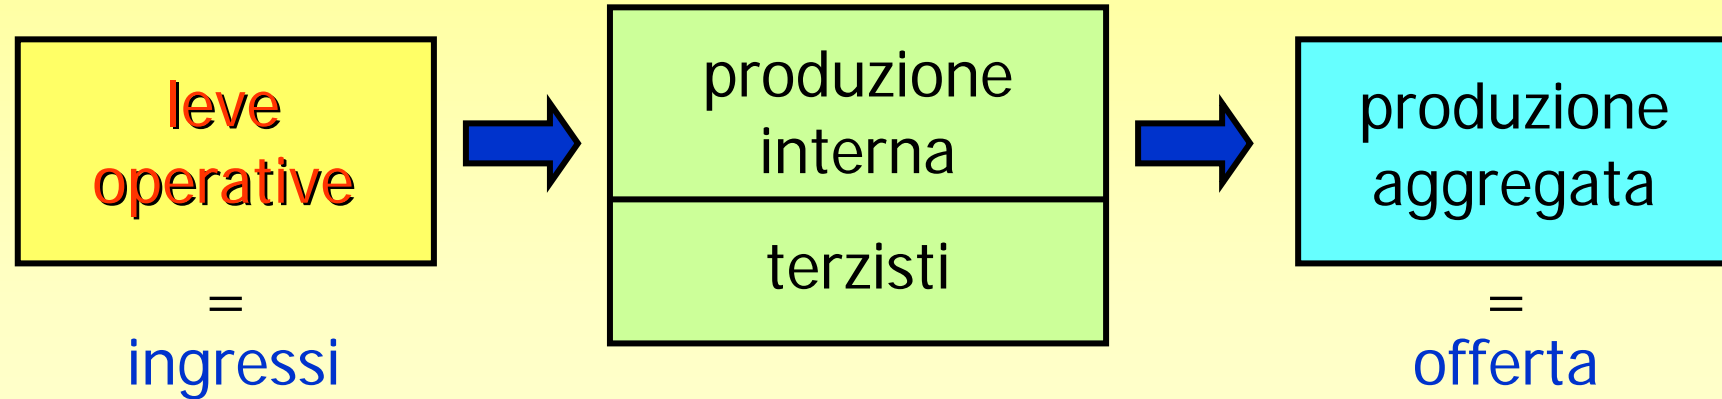 leve
operative
=
ingressi
produzione
interna
terzisti
produzione
aggregata
=
offerta